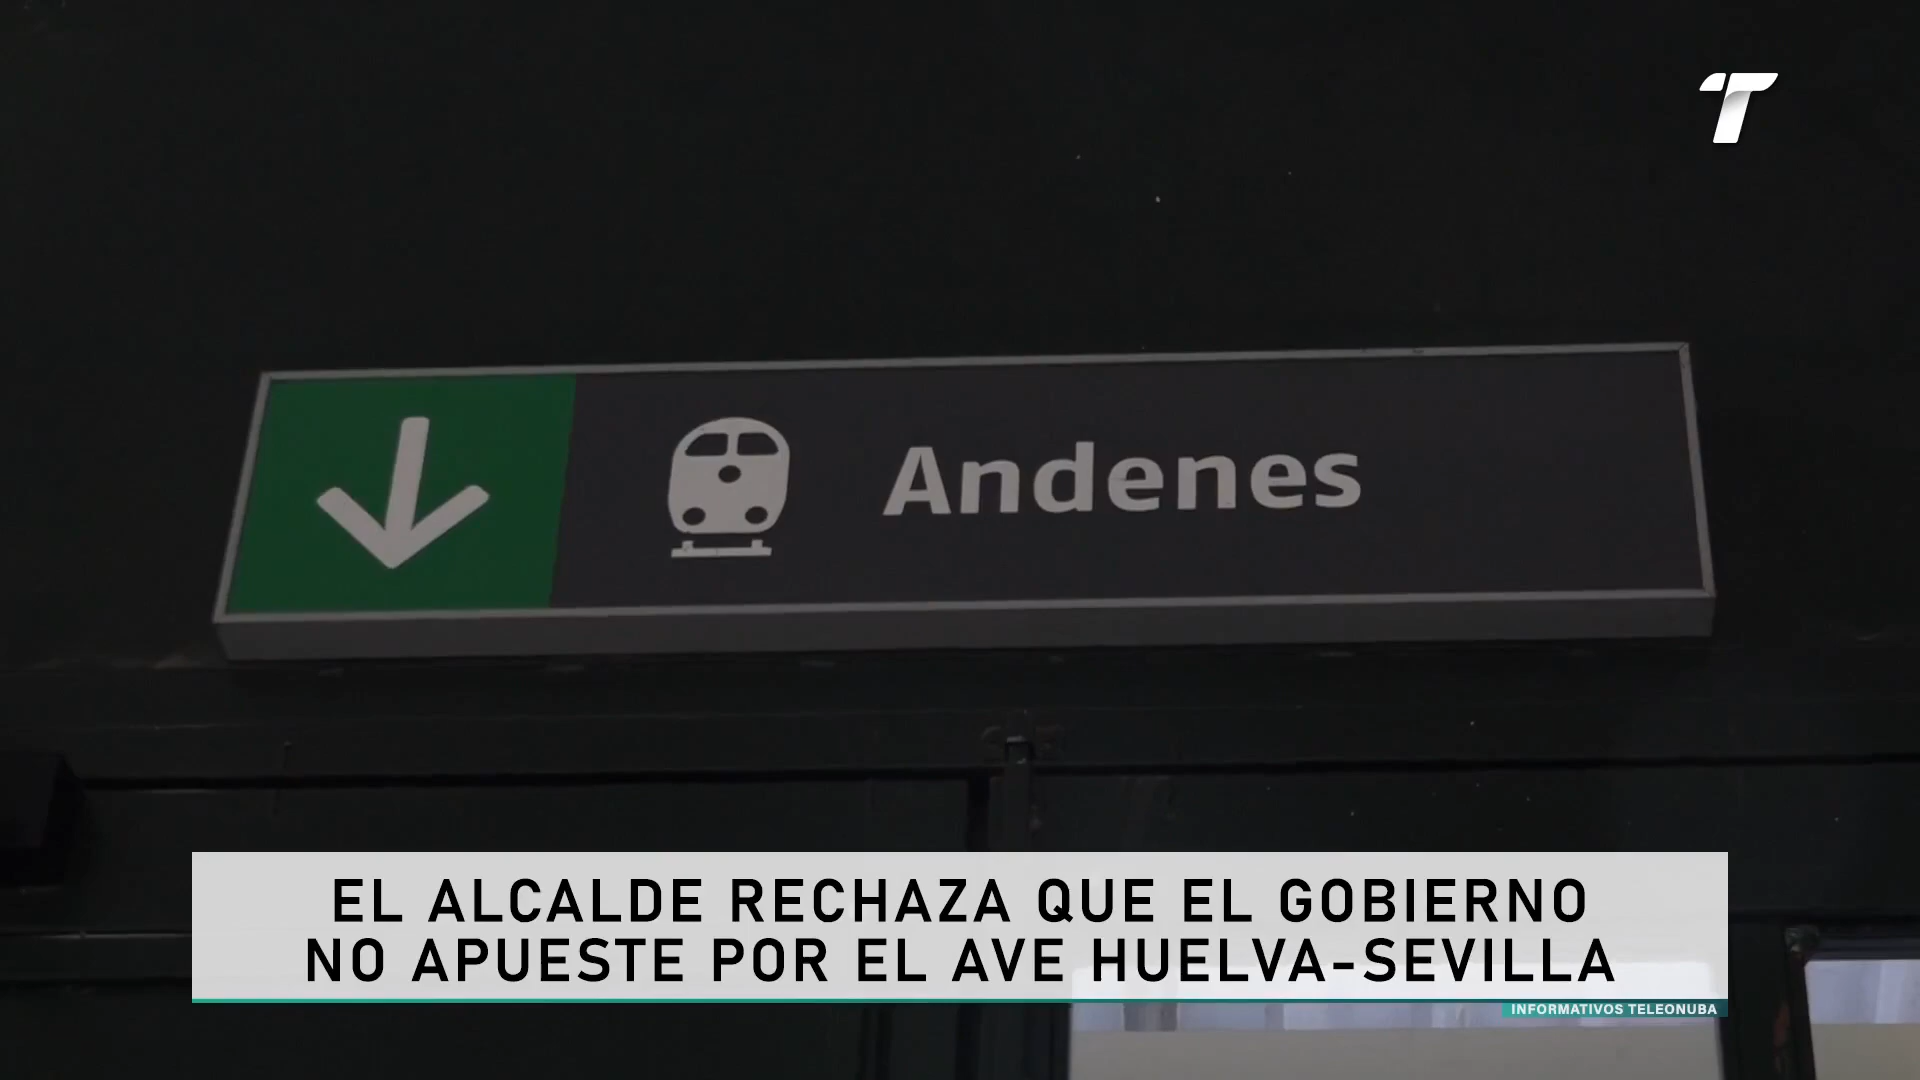 Andenes
EL ALCALDE RECHAZA QUE EL GOBIERNO
NO APUESTE POR EL AVE HUELVA-SEVILLA
INFORMATIVOS TELEONUBA